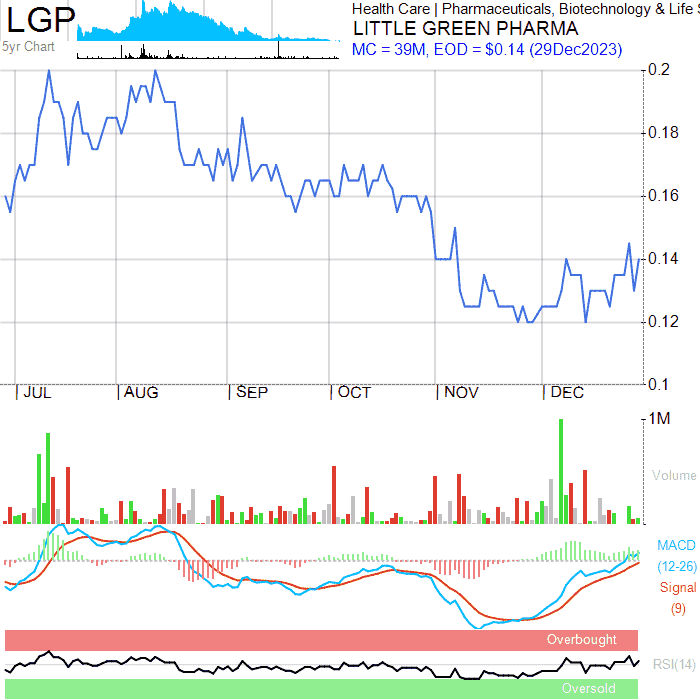 LGP
5yr Chart
Health Care | Pharmaceuticals, Biotechnology & Life S
LITTLE GREEN PHARMA
MC = 39M, EOD = $0.14 (29Dec2023)
0.2
0.18
0.16
0.14
0.12
0.1
JUL AUG SEP OCT NOV DEC
1M
Volume
MACD
(12-26)
Signal
(9)
Overbought
RSI(14)
Oversold